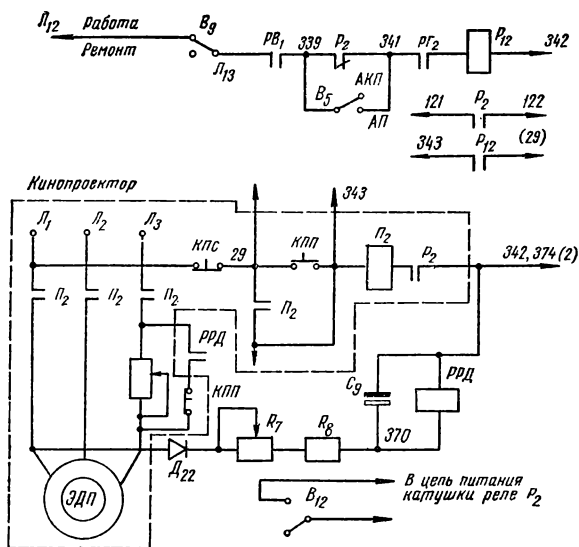 Л12 Работа В9
Ремонт Л13
РВ1 339 Р2 341 РГ2 Р12 342
АКП
В5
АП
121 Р2 122
343 Р12 (29)
Кинопроектор
Л1 Л2 Л3
343
КПС 29 КПП П2 Р2 342, 374 (2)
П2 П2 П2 П2
РРД
КПП
С9 РРД
R7 R8 370
Д22
ЭДП
В12
В цепь питания
катушки реле Р2